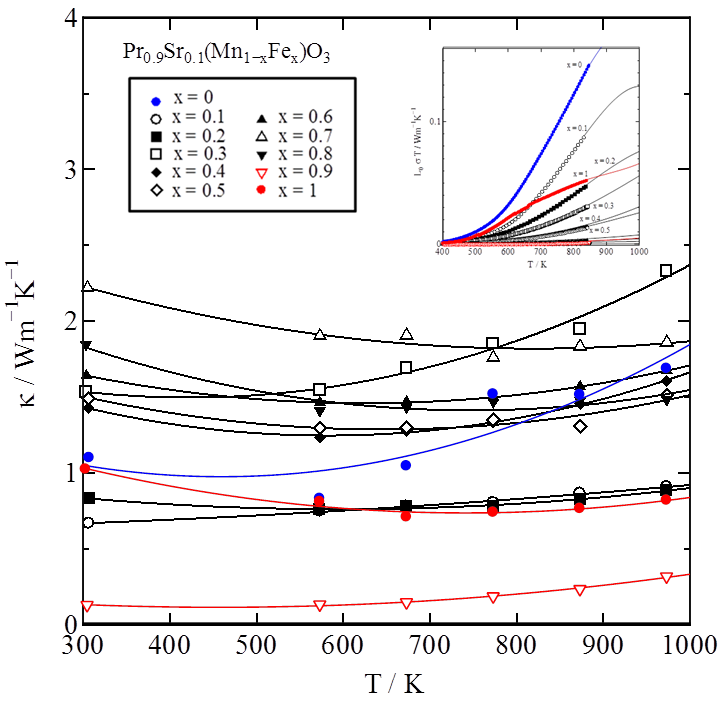 4
3
2
1
0
300
400
500
600
700
800
900
1000
κ / Wm⁻¹K⁻¹
T / K
Pr₀.₉Sr₀.₁(Mn₁₋ₓFeₓ)O₃
x = 0
x = 0.1
x = 0.2
x = 0.3
x = 0.4
x = 0.5
x = 0.6
x = 0.7
x = 0.8
x = 0.9
x = 1
L₀ σ T / Wm⁻¹K⁻¹
0.1
0
x = 0
x = 0.1
x = 0.2
x = 1
x = 0.3
x = 0.4
x = 0.5
400
500
600
700
800
900
1000
T / K